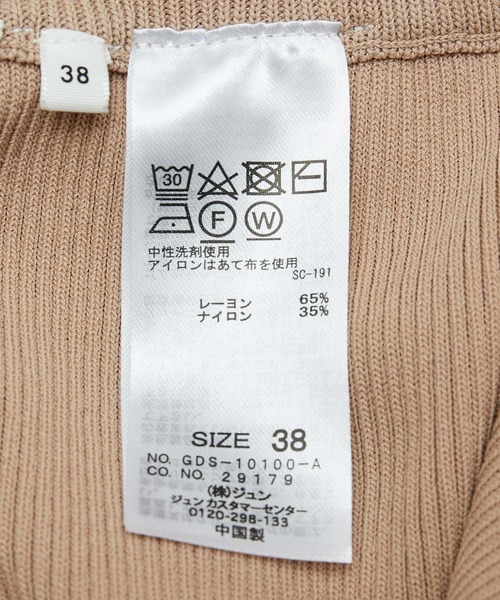 38
30
F W
中性洗剤使用
アイロンはあて布を使用
SC-191
レーヨン 65%
ナイロン 35%
SIZE 38
NO. GDS-10100-A
CO. NO. 29179
(株)ジュン
ジュン カスタマーセンター
0120-298-133
中国製